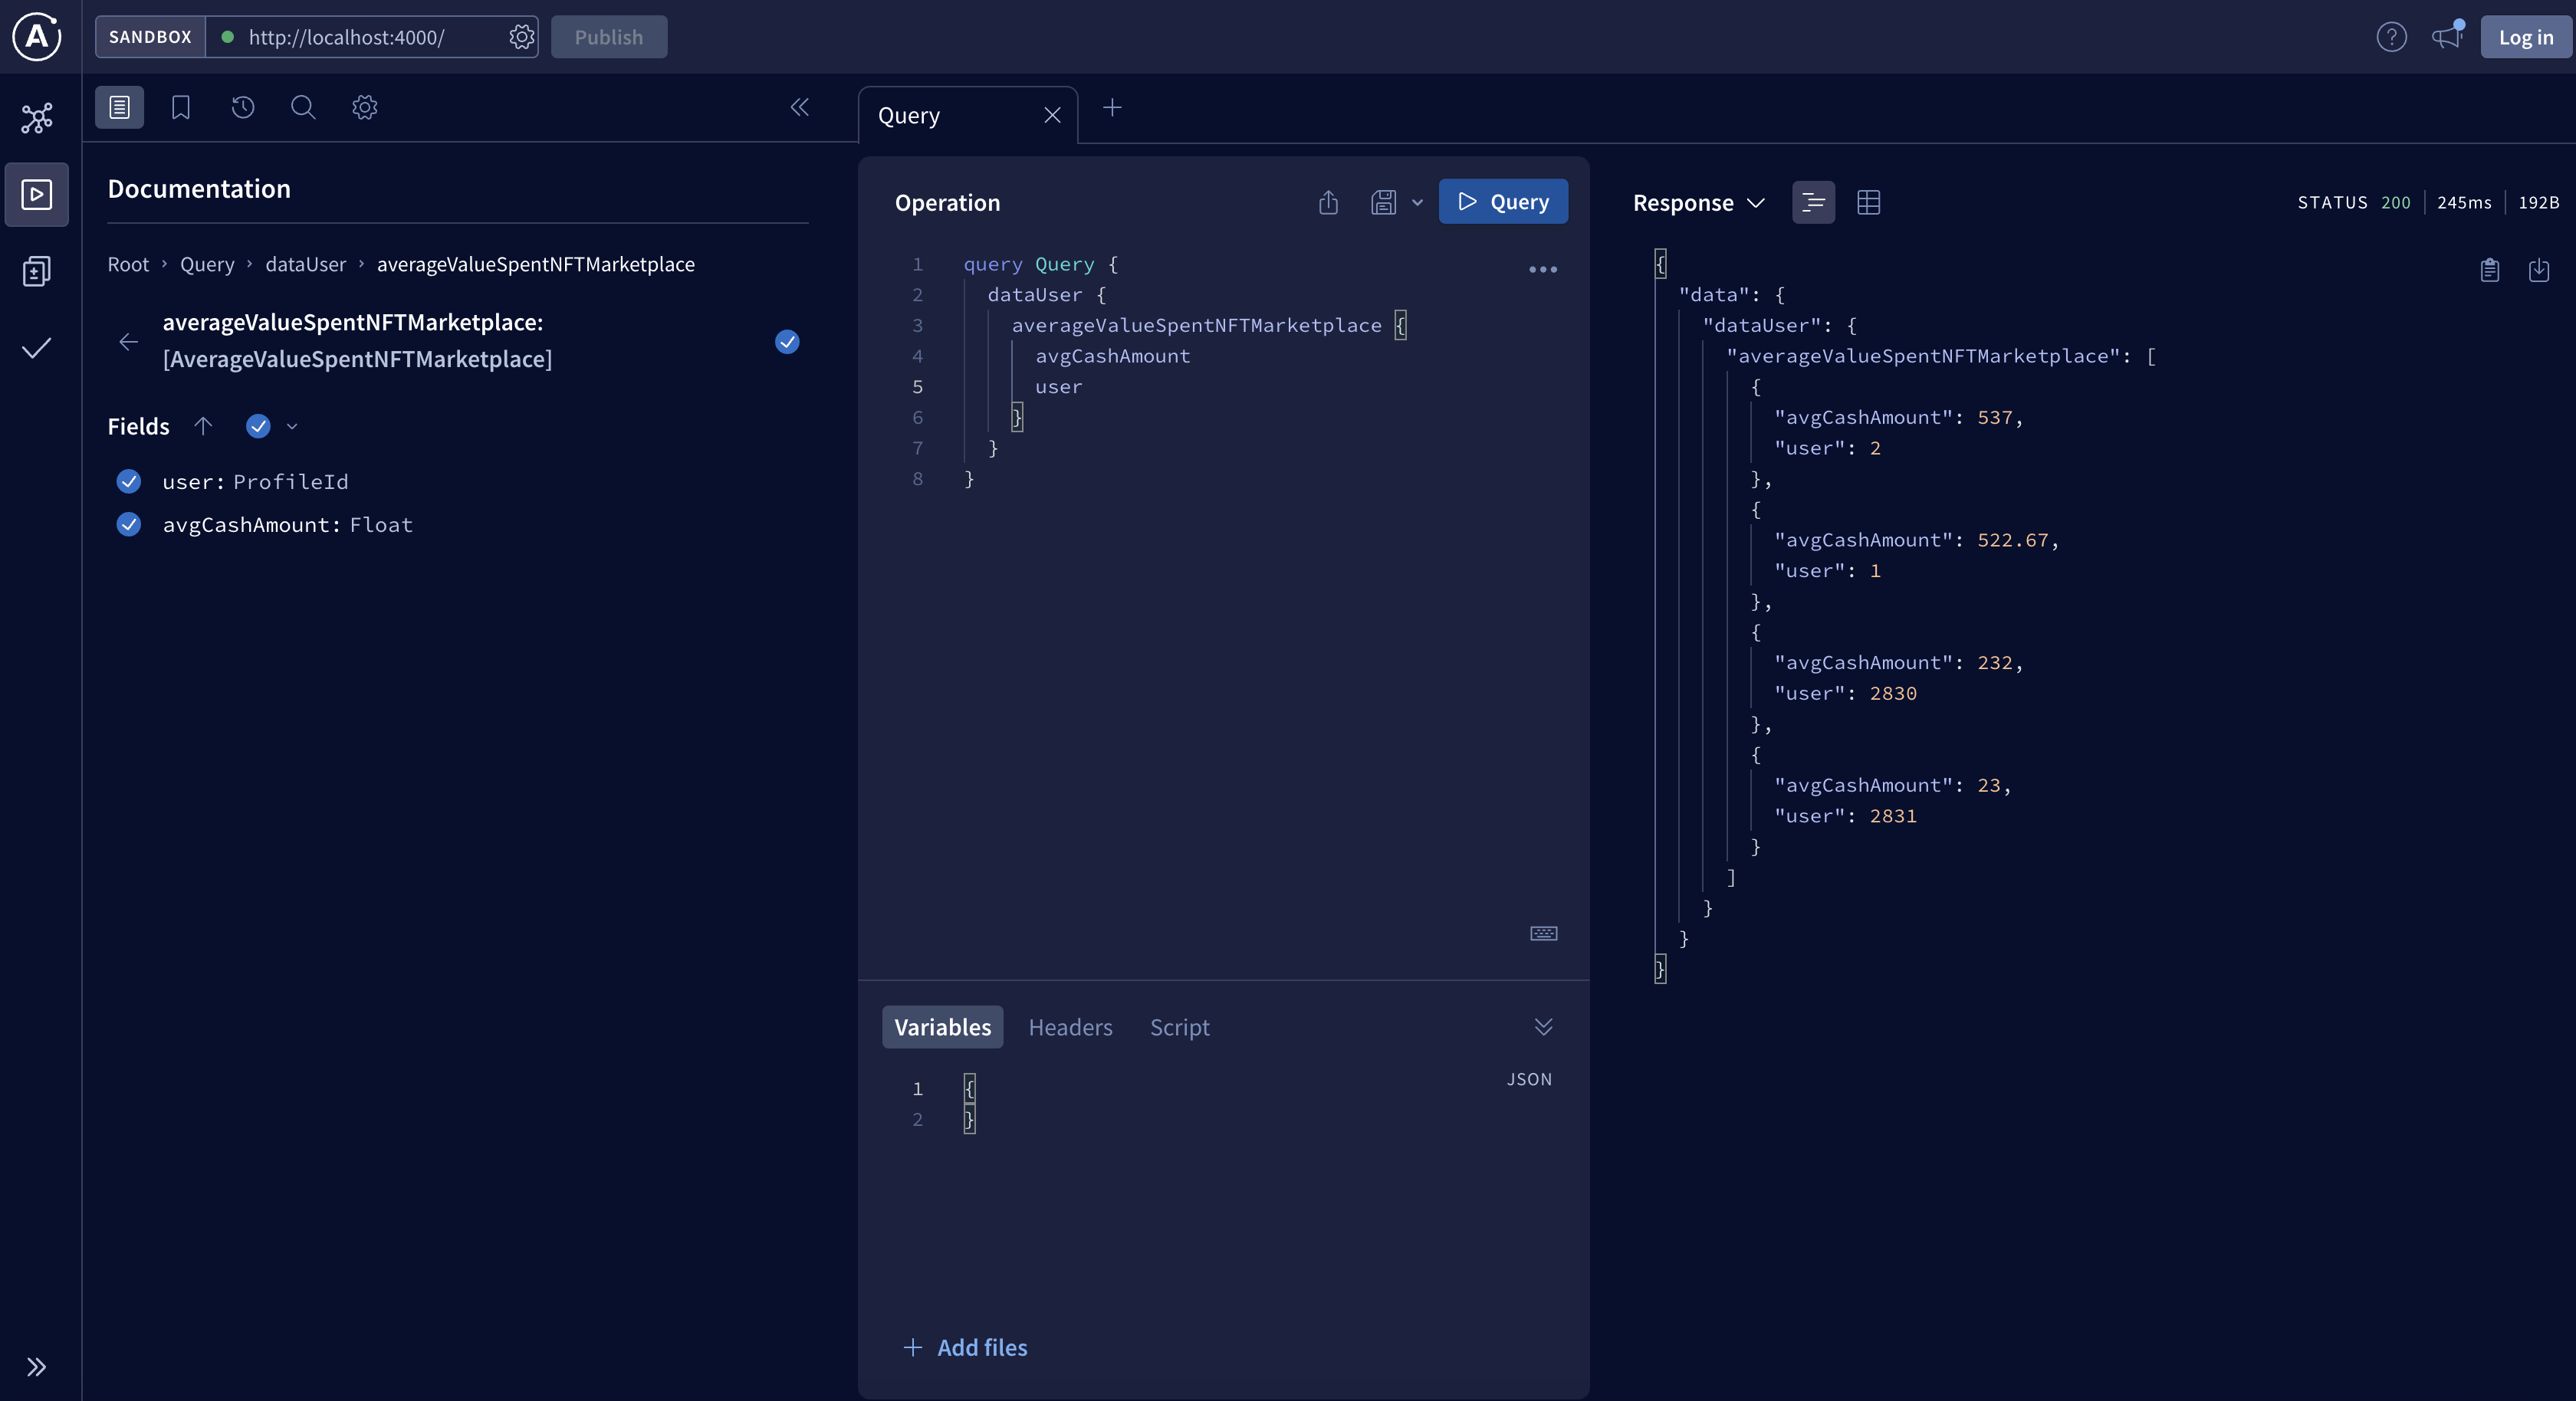 A
SANDBOX
http://localhost:4000/
Publish
?
Log in
Query
Documentation
Root › Query › dataUser › averageValueSpentNFTMarketplace
averageValueSpentNFTMarketplace:
[AverageValueSpentNFTMarketplace]
Fields
user: ProfileId
avgCashAmount: Float
Operation
Query
1 query Query {
2 dataUser {
3 averageValueSpentNFTMarketplace {
4 avgCashAmount
5 user
6 }
7 }
8 }
Variables
Headers
Script
JSON
1 {
2 }
Add files
Response
STATUS 200
245ms
192B
{
"data": {
"dataUser": {
"averageValueSpentNFTMarketplace": [
{
"avgCashAmount": 537,
"user": 2
},
{
"avgCashAmount": 522.67,
"user": 1
},
{
"avgCashAmount": 232,
"user": 2830
},
{
"avgCashAmount": 23,
"user": 2831
}
]
}
}
}